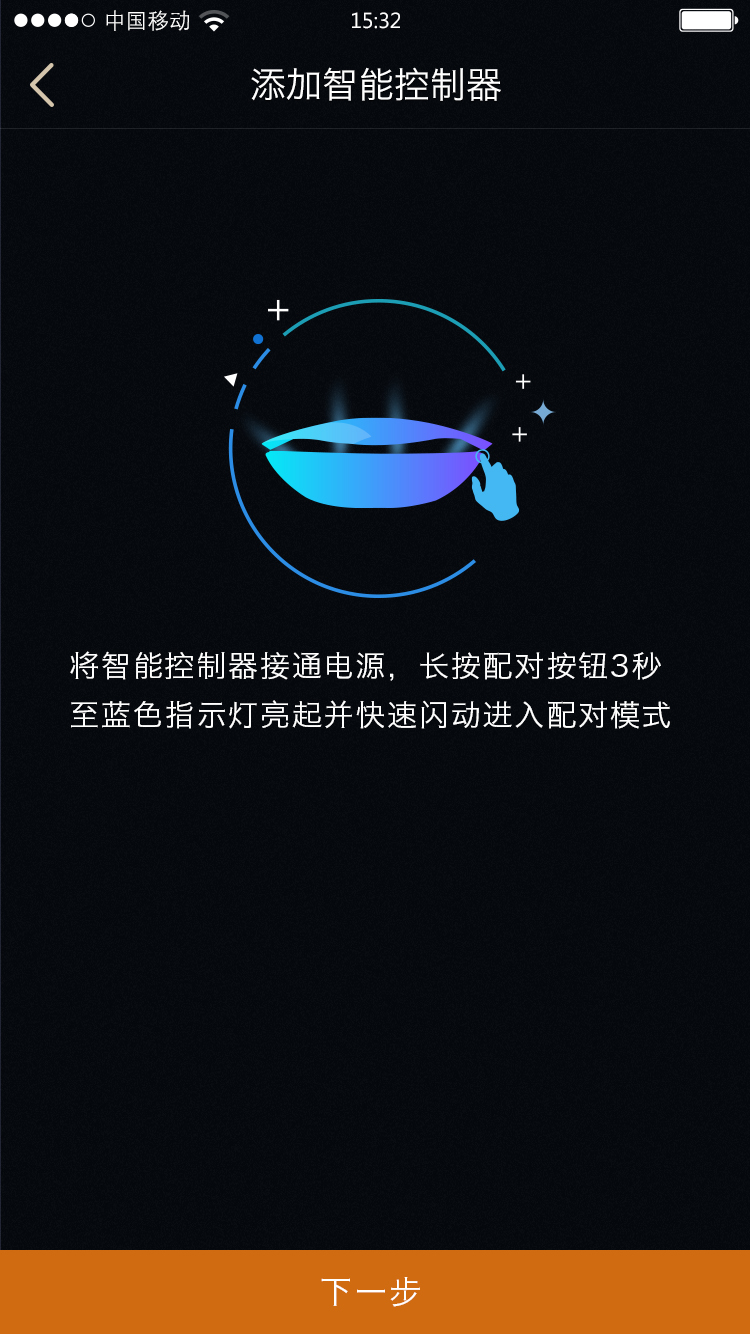 中国移动
15:32
添加智能控制器
将智能控制器接通电源，长按配对按钮3秒
至蓝色指示灯亮起并快速闪动进入配对模式
下一步